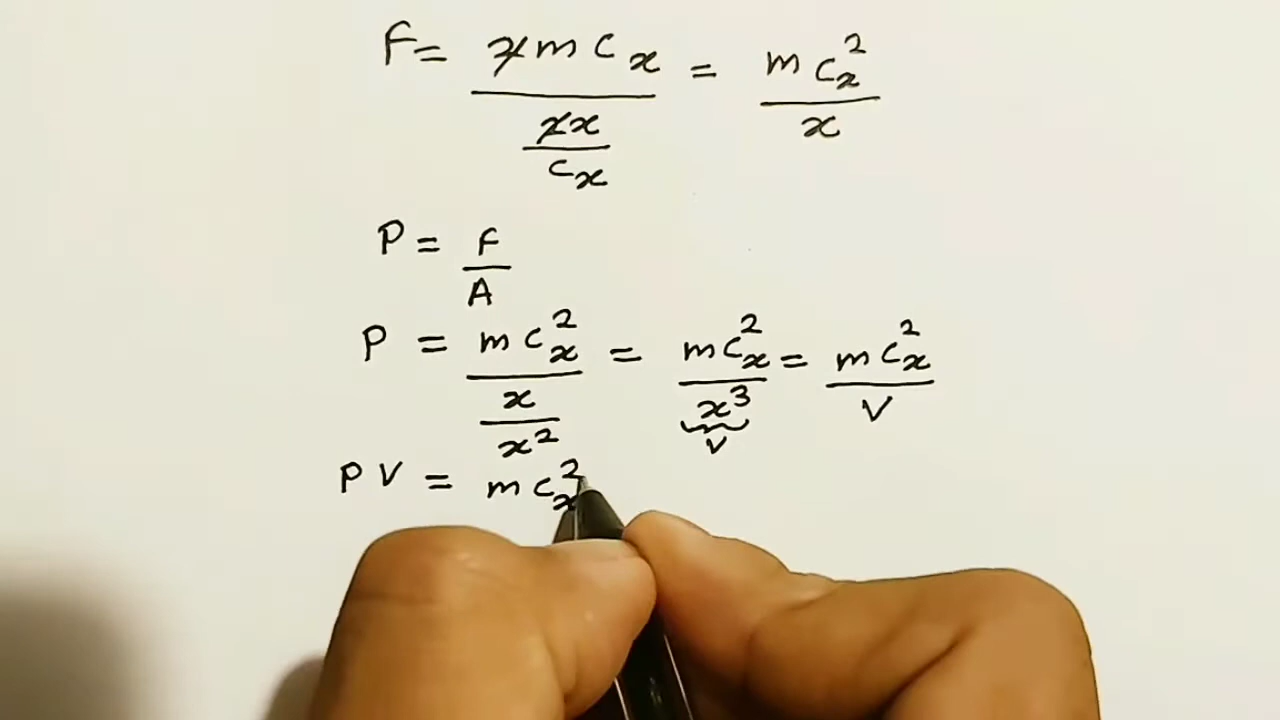 F = 2mcₓ / (2x / cₓ) = mcₓ² / x
P = F / A
P = mcₓ² / (x / x²) = mcₓ² / x³ = mcₓ² / V
V
PV = mcₓ²